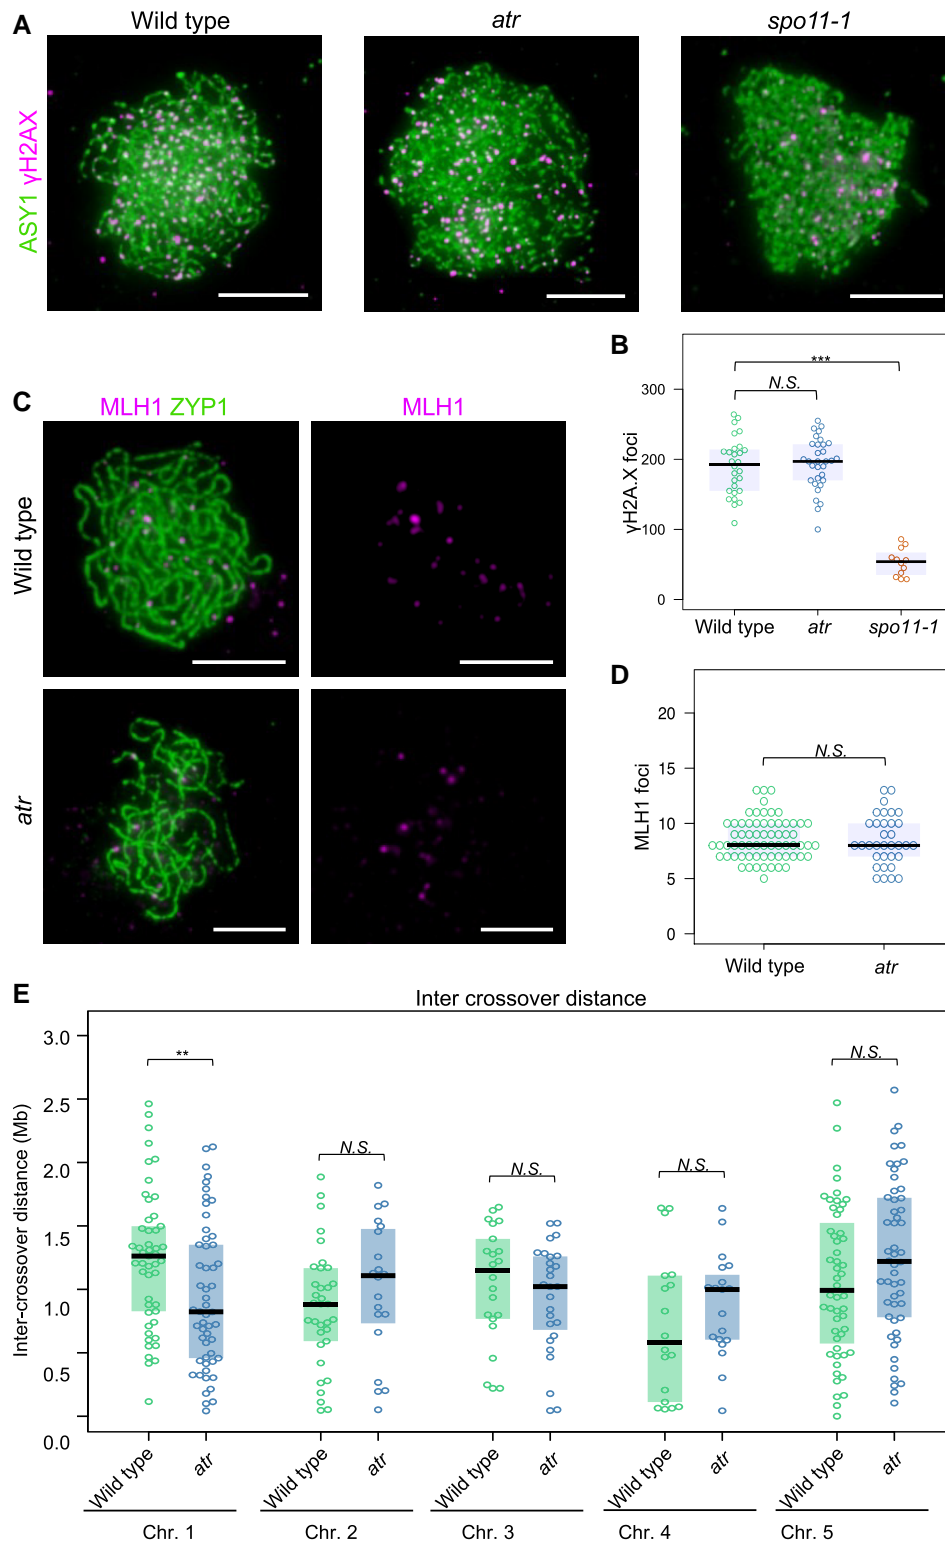 A
Wild type
atr
spo11-1
ASY1 γH2AX
B
***
N.S.
300
200
100
0
γH2A.X foci
Wild type
atr
spo11-1
C
MLH1 ZYP1
MLH1
Wild type
atr
D
N.S.
20
15
10
5
0
MLH1 foci
Wild type
atr
E
Inter crossover distance
3.0
2.5
2.0
1.5
1.0
0.5
0.0
Inter-crossover distance (Mb)
**
N.S.
N.S.
N.S.
N.S.
Wild type
atr
Wild type
atr
Wild type
atr
Wild type
atr
Wild type
atr
Chr. 1
Chr. 2
Chr. 3
Chr. 4
Chr. 5